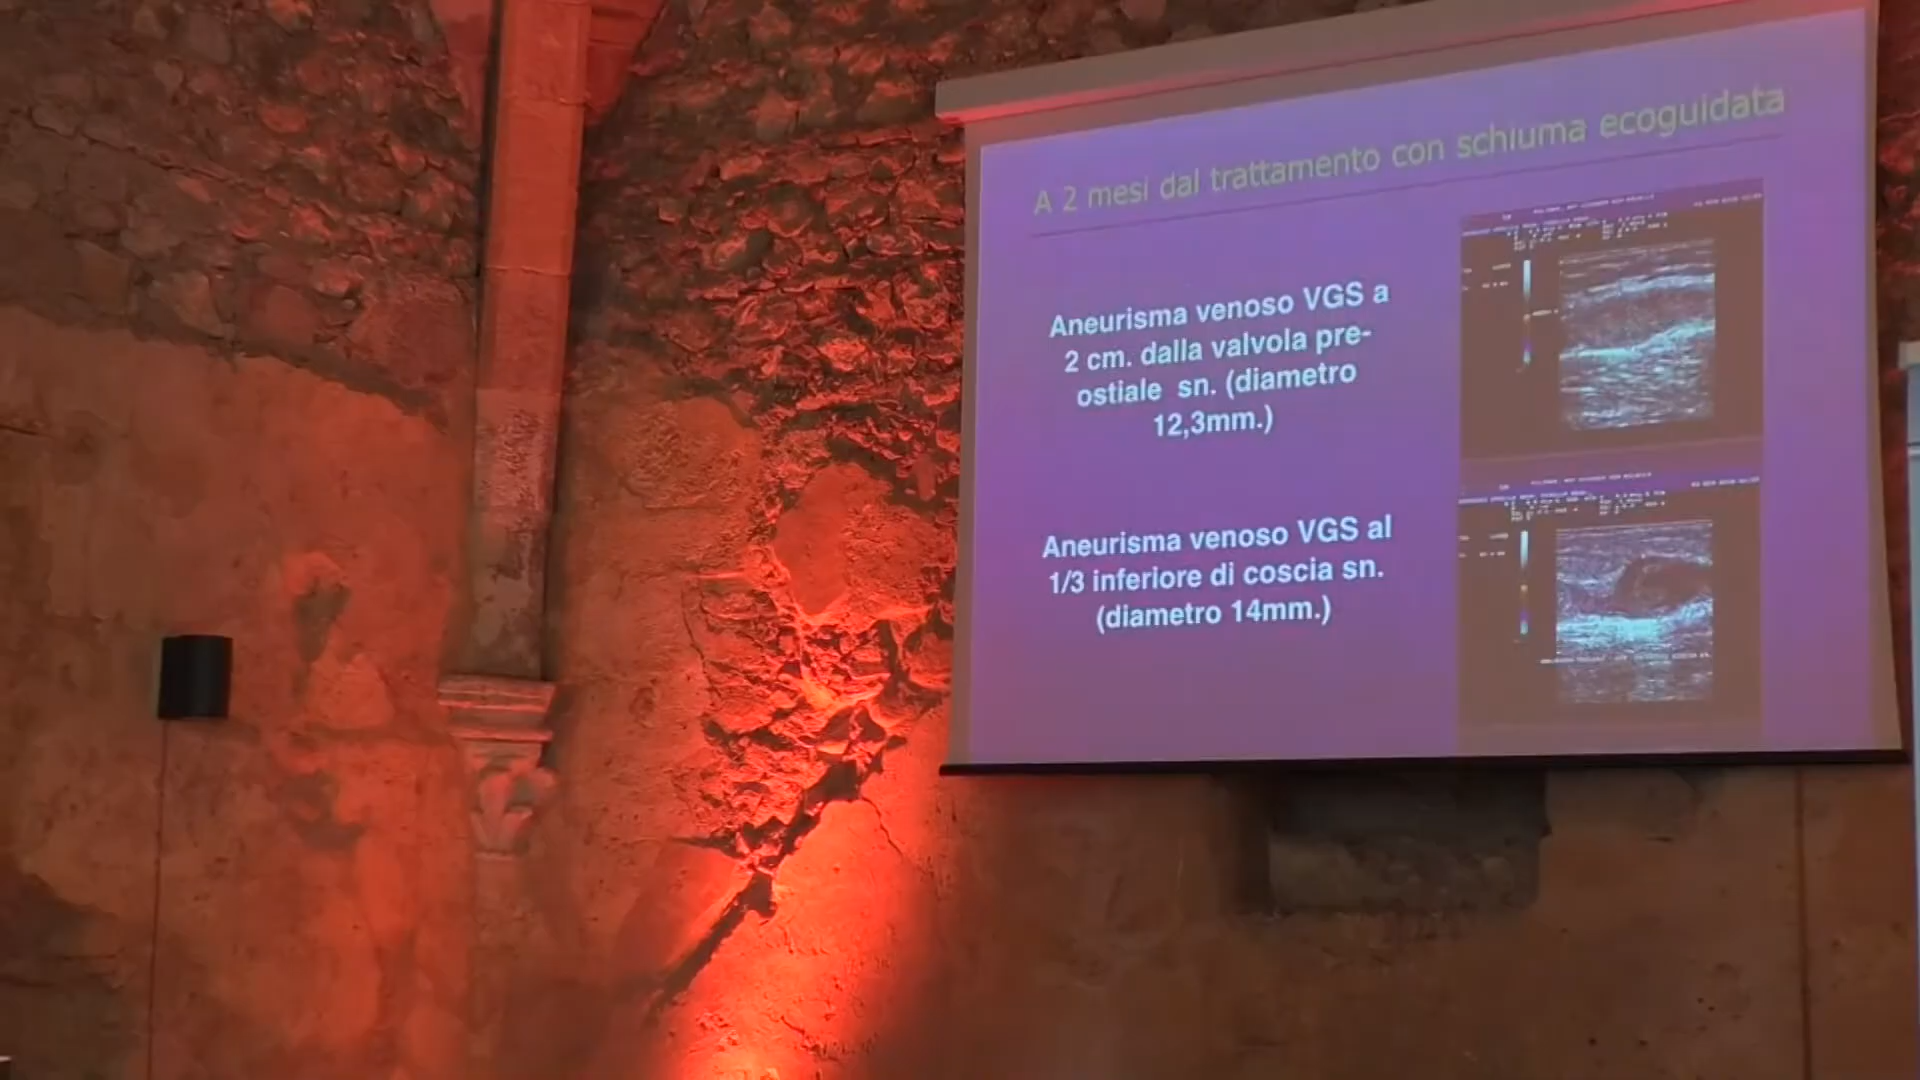 A 2 mesi dal trattamento con schiuma ecoguidata
Aneurisma venoso VGS a
2 cm. dalla valvola pre-
ostiale sn. (diametro
12,3mm.)
Aneurisma venoso VGS al
1/3 inferiore di coscia sn.
(diametro 14mm.)